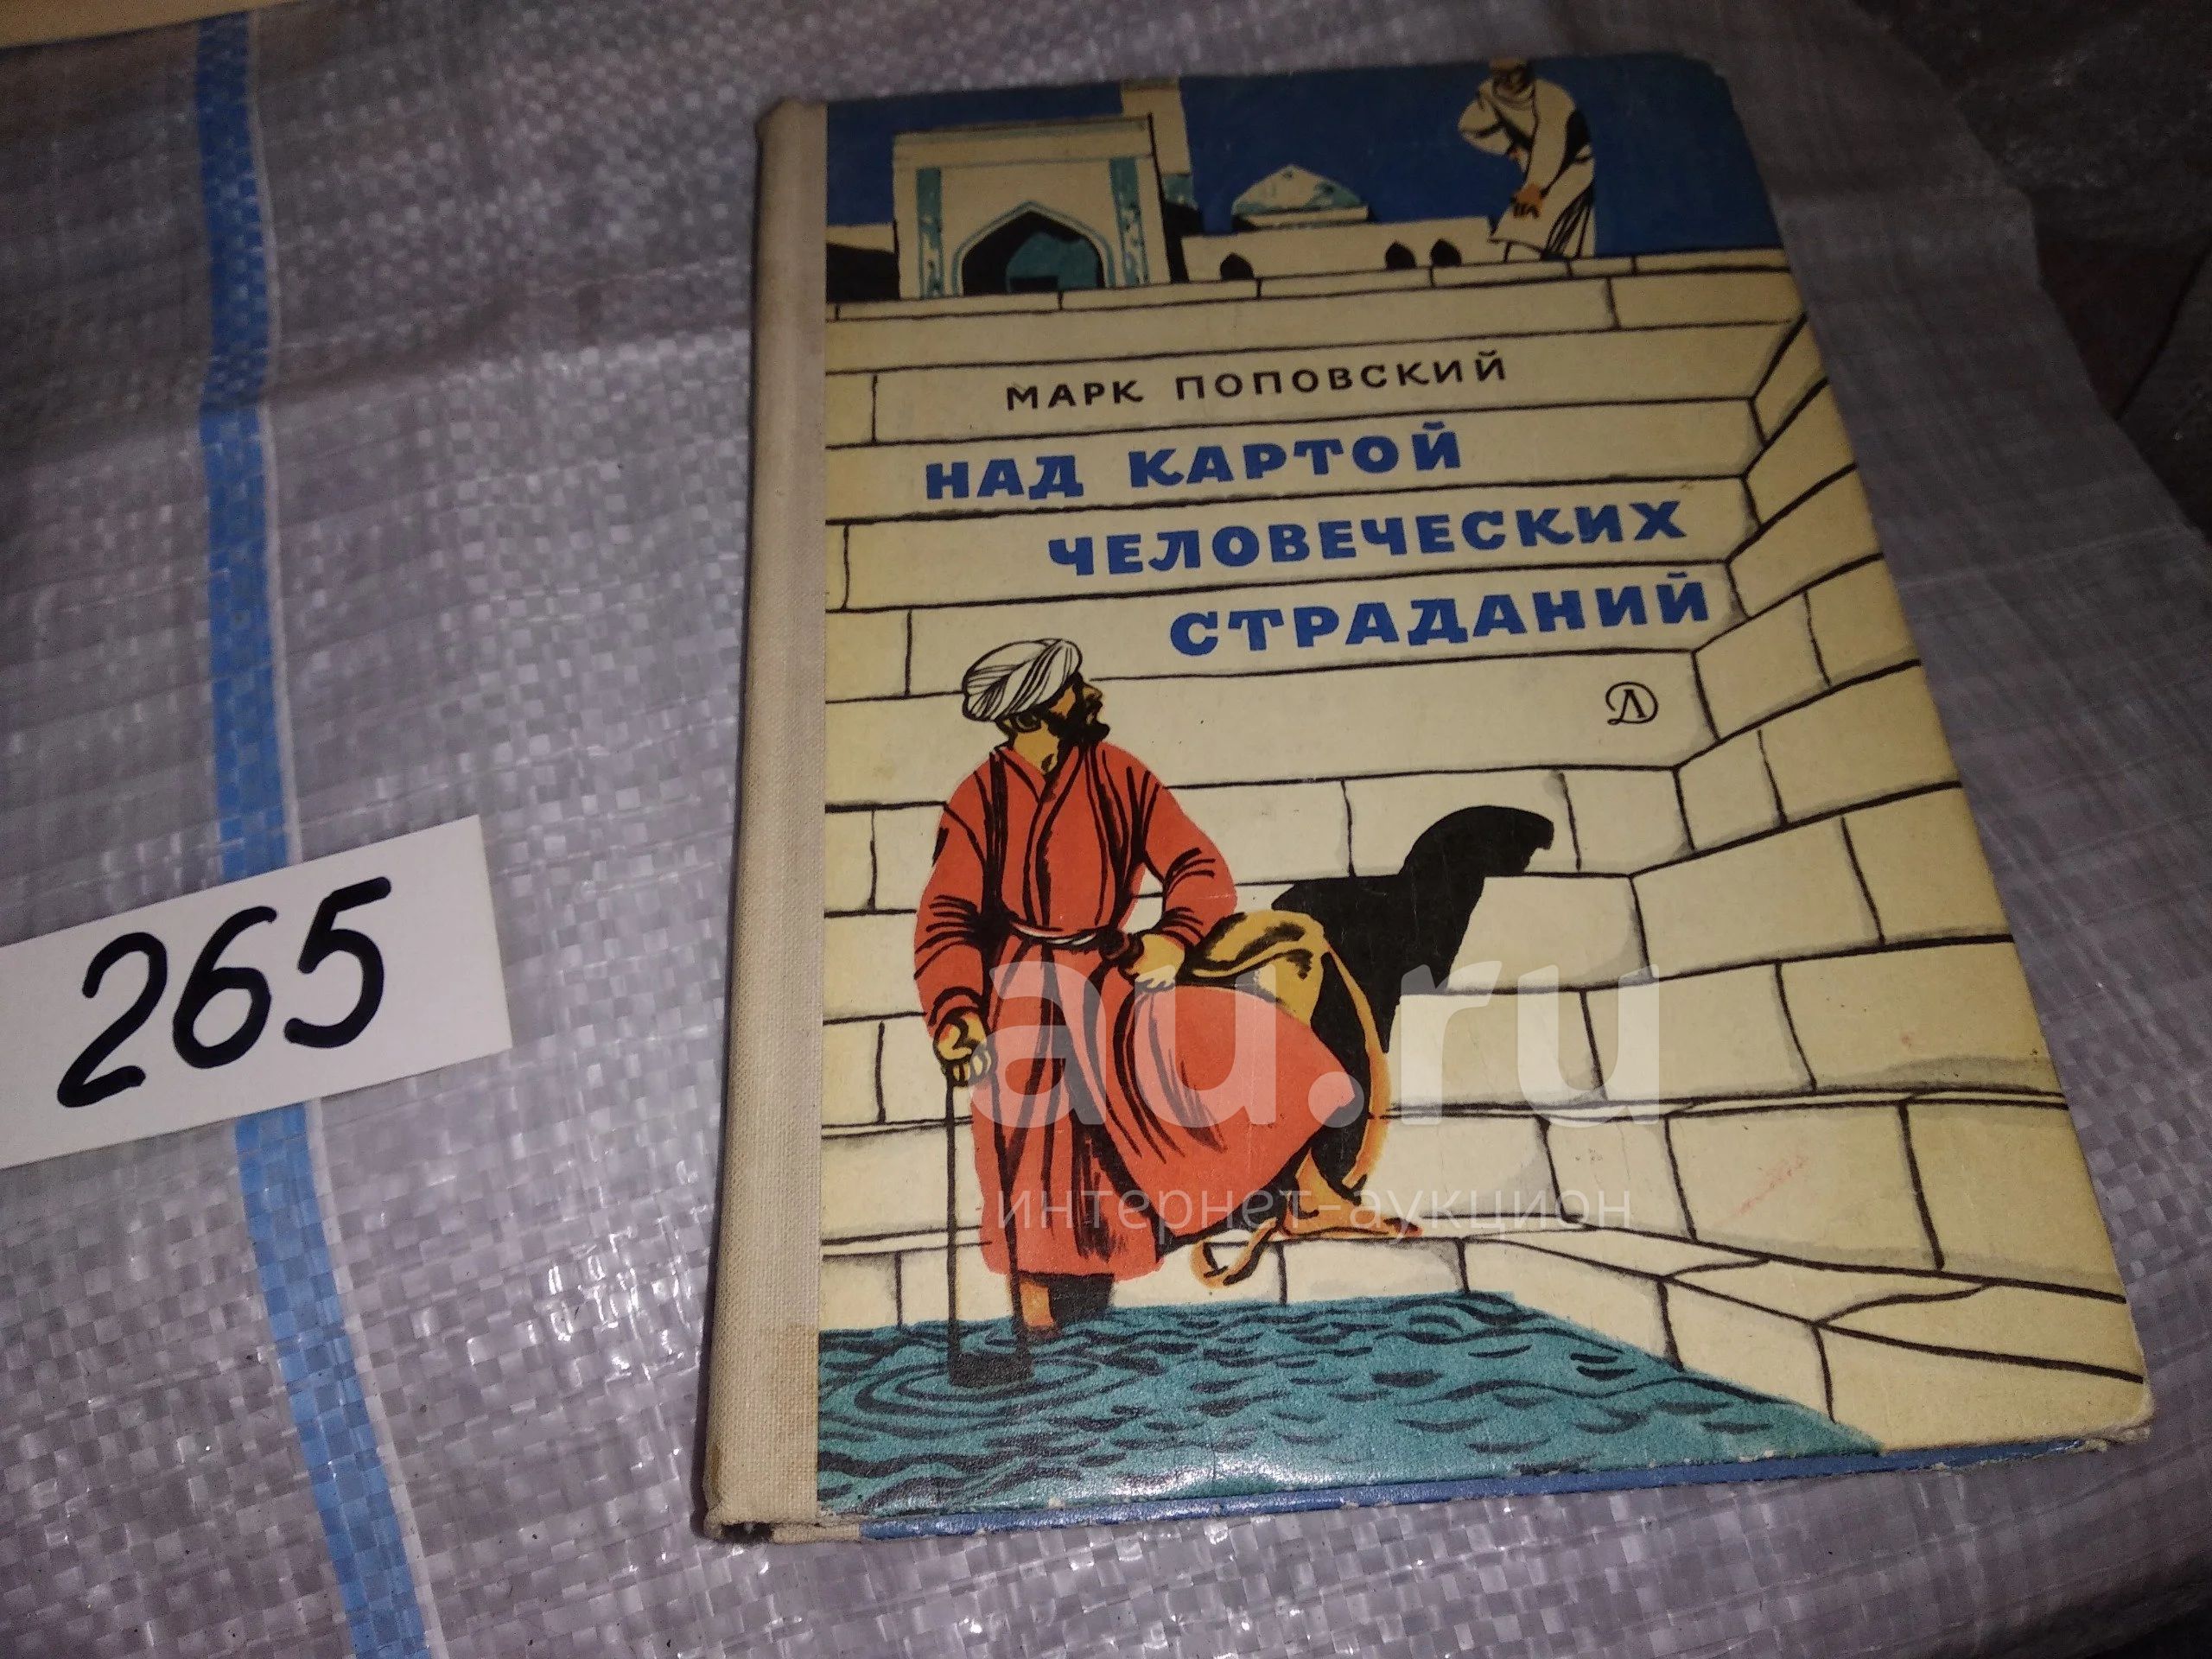 МАРК ПОПОВСКИЙ
НАД КАРТОЙ
ЧЕЛОВЕЧЕСКИХ
СТРАДАНИЙ
Д
265
au.ru
интернет-аукцион